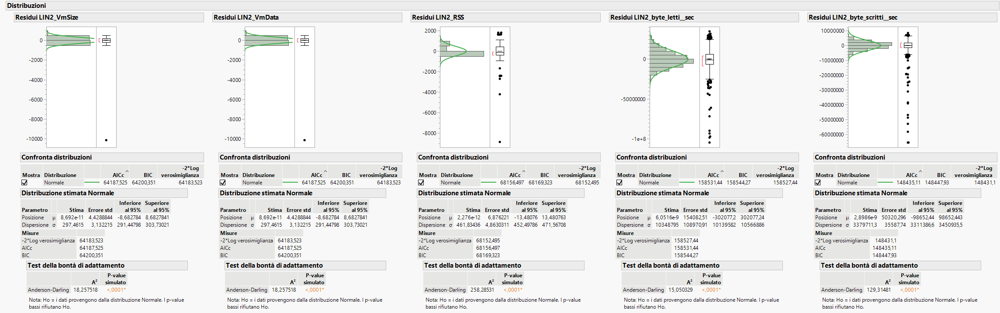 Distribuzioni
Residui LIN2_VmSize
0
-2000
-4000
-6000
-8000
-10000
Confronta distribuzioni
Mostra Distribuzione AICc ^ BIC -2*Log verosimiglianza
Normale 64187,525 64200,351 64183,523
Distribuzione stimata Normale
Parametro Stima Errore std Inferiore al 95% Superiore al 95%
Posizione μ 8,692e-11 4,4288844 -8,682784 8,6827841
Dispersione σ 297,4615 3,132215 291,44798 303,73021
Misure
-2*Log verosimiglianza 64183,523
AICc 64187,525
BIC 64200,351
Test della bontà di adattamento
A² P-value simulato
Anderson-Darling 18,257518 <,0001*
Nota: Ho = i dati provengono dalla distribuzione Normale. I p-value
bassi rifiutano Ho.
Residui LIN2_VmData
0
-2000
-4000
-6000
-8000
-10000
Confronta distribuzioni
Mostra Distribuzione AICc ^ BIC -2*Log verosimiglianza
Normale 64187,525 64200,351 64183,523
Distribuzione stimata Normale
Parametro Stima Errore std Inferiore al 95% Superiore al 95%
Posizione μ 8,692e-11 4,4288844 -8,682784 8,6827841
Dispersione σ 297,4615 3,132215 291,44798 303,73021
Misure
-2*Log verosimiglianza 64183,523
AICc 64187,525
BIC 64200,351
Test della bontà di adattamento
A² P-value simulato
Anderson-Darling 18,257518 <,0001*
Nota: Ho = i dati provengono dalla distribuzione Normale. I p-value
bassi rifiutano Ho.
Residui LIN2_RSS
2000
0
-2000
-4000
-6000
-8000
Confronta distribuzioni
Mostra Distribuzione AICc ^ BIC -2*Log verosimiglianza
Normale 68156,497 68169,323 68152,495
Distribuzione stimata Normale
Parametro Stima Errore std Inferiore al 95% Superiore al 95%
Posizione μ 2,276e-12 6,876221 -13,48076 13,480763
Dispersione σ 461,83436 4,8630311 452,49786 471,56708
Misure
-2*Log verosimiglianza 68152,495
AICc 68156,497
BIC 68169,323
Test della bontà di adattamento
A² P-value simulato
Anderson-Darling 258,28531 <,0001*
Nota: Ho = i dati provengono dalla distribuzione Normale. I p-value
bassi rifiutano Ho.
Residui LIN2_byte_letti__sec
0
-50000000
-1e+8
Confronta distribuzioni
Mostra Distribuzione AICc ^ BIC -2*Log verosimiglianza
Normale 158531,44 158544,27 158527,44
Distribuzione stimata Normale
Parametro Stima Errore std Inferiore al 95% Superiore al 95%
Posizione μ 6,0516e-9 154082,51 -302077,2 302077,24
Dispersione σ 10348795 108970,91 10139582 10566886
Misure
-2*Log verosimiglianza 158527,44
AICc 158531,44
BIC 158544,27
Test della bontà di adattamento
A² P-value simulato
Anderson-Darling 15,050329 <,0001*
Nota: Ho = i dati provengono dalla distribuzione Normale. I p-value
bassi rifiutano Ho.
Residui LIN2_byte_scritti__sec
10000000
0
-10000000
-20000000
-30000000
-40000000
-50000000
-60000000
Confronta distribuzioni
Mostra Distribuzione AICc ^ BIC -2*Log verosimiglianza
Normale 148435,11 148447,93 148431,1
Distribuzione stimata Normale
Parametro Stima Errore std Inferiore al 95% Superiore al 95%
Posizione μ 2,8986e-9 50320,296 -98652,44 98652,443
Dispersione σ 3379711,3 35587,74 3311386,6 3450935,5
Misure
-2*Log verosimiglianza 148431,1
AICc 148435,11
BIC 148447,93
Test della bontà di adattamento
A² P-value simulato
Anderson-Darling 129,31481 <,0001*
Nota: Ho = i dati provengono dalla distribuzione Normale. I p-value
bassi rifiutano Ho.